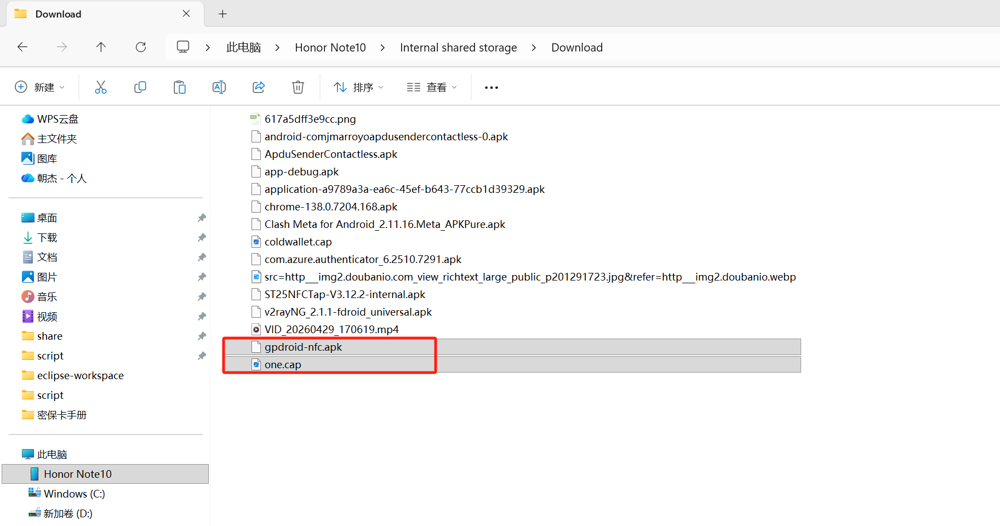 Download
此电脑 Honor Note10 Internal shared storage Download
新建 排序 查看
WPS云盘
主文件夹
图库
朝杰 - 个人
桌面
下载
文档
图片
音乐
视频
share
script
eclipse-workspace
script
密保卡手册
此电脑
Honor Note10
Windows (C:)
新加卷 (D:)
617a5dff3e9cc.png
android-comjmarroyoapdusendercontactless-0.apk
ApduSenderContactless.apk
app-debug.apk
application-a9789a3a-ea6c-45ef-b643-77ccb1d39329.apk
chrome-138.0.7204.168.apk
Clash Meta for Android_2.11.16.Meta_APKPure.apk
coldwallet.cap
com.azure.authenticator_6.2510.7291.apk
src=http___img2.doubanio.com_view_richtext_large_public_p201291723.jpg&refer=http___img2.doubanio.webp
ST25NFCTap-V3.12.2-internal.apk
v2rayNG_2.1.1-fdroid_universal.apk
VID_20260429_170619.mp4
gpdroid-nfc.apk
one.cap